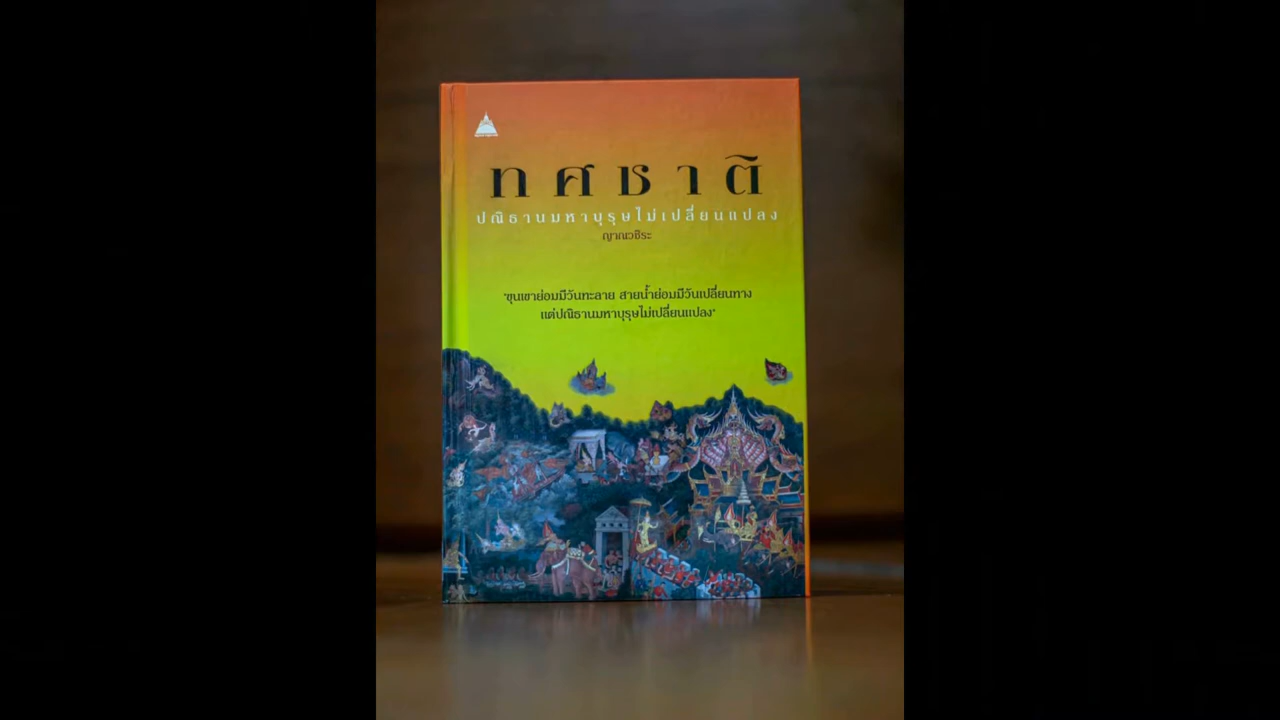 ทศชาติ
ปณิธานมหาบุรุษไม่เปลี่ยนแปลง
ญาณวชิระ
"ขุนเขาย่อมมีวันทะลาย สายน้ำย่อมมีวันเปลี่ยนทาง
แต่ปณิธานมหาบุรุษไม่เปลี่ยนแปลง"